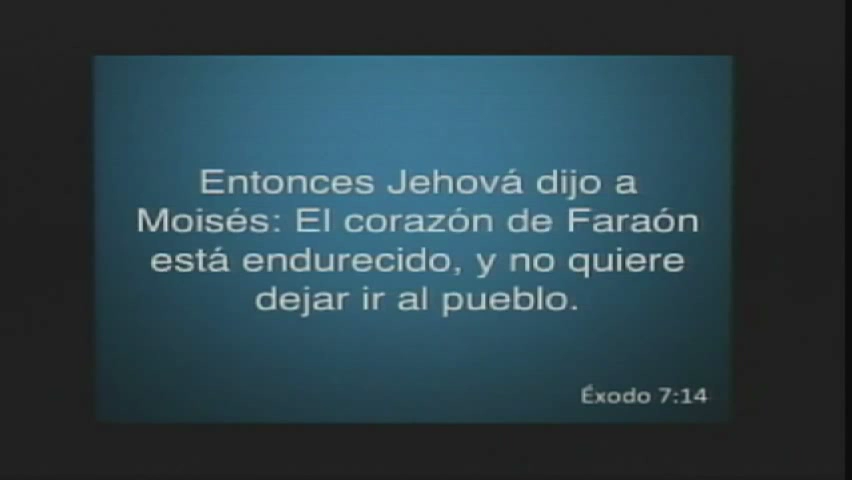 Entonces Jehová dijo a
Moisés: El corazón de Faraón
está endurecido, y no quiere
dejar ir al pueblo.
Éxodo 7:14